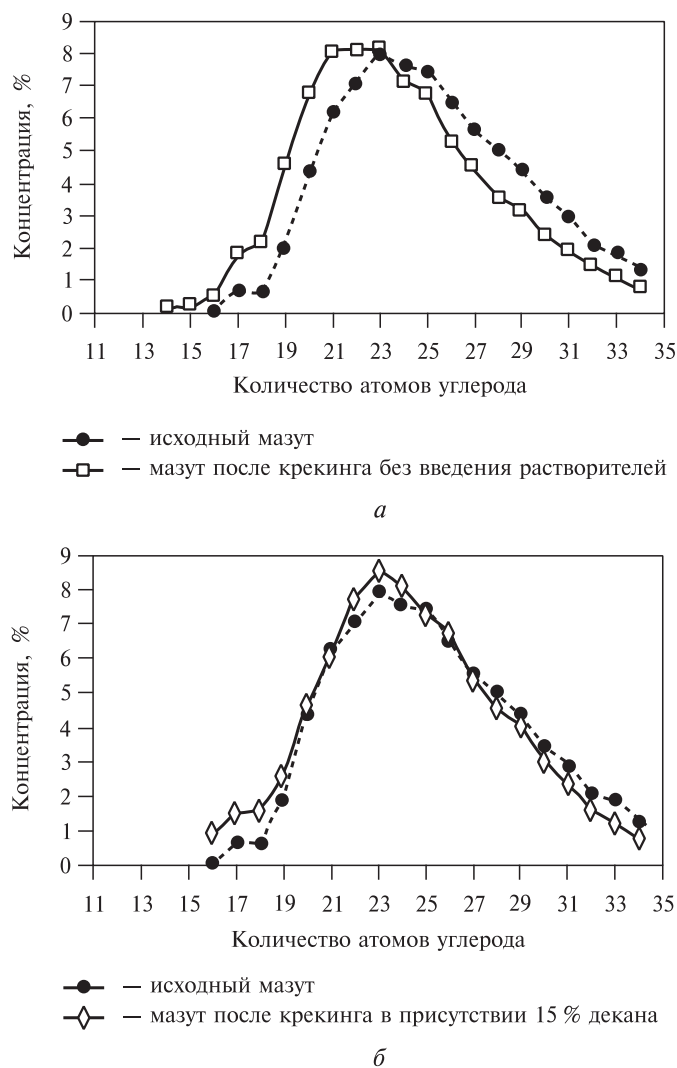 9
8
7
6
5
4
3
2
1
0
Концентрация, %
11 13 15 17 19 21 23 25 27 29 31 33 35
Количество атомов углерода
— исходный мазут
— мазут после крекинга без введения растворителей
а
9
8
7
6
5
4
3
2
1
0
Концентрация, %
11 13 15 17 19 21 23 25 27 29 31 33 35
Количество атомов углерода
— исходный мазут
— мазут после крекинга в присутствии 15 % декана
б